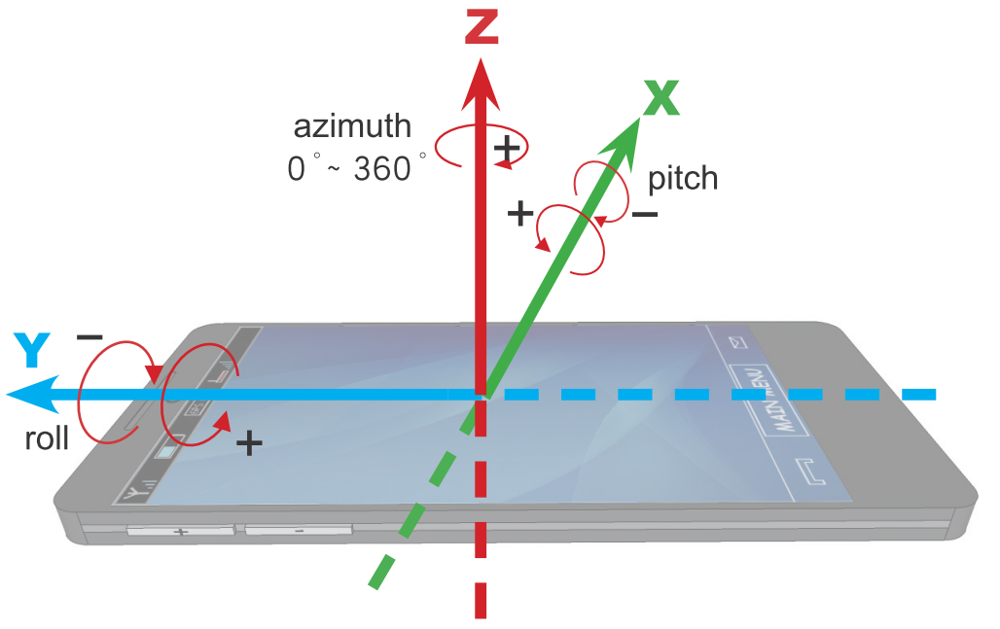 Z
X
azimuth
0°~ 360°
+
pitch
+
−
Y
−
roll
+
MAIN MENU
+
-